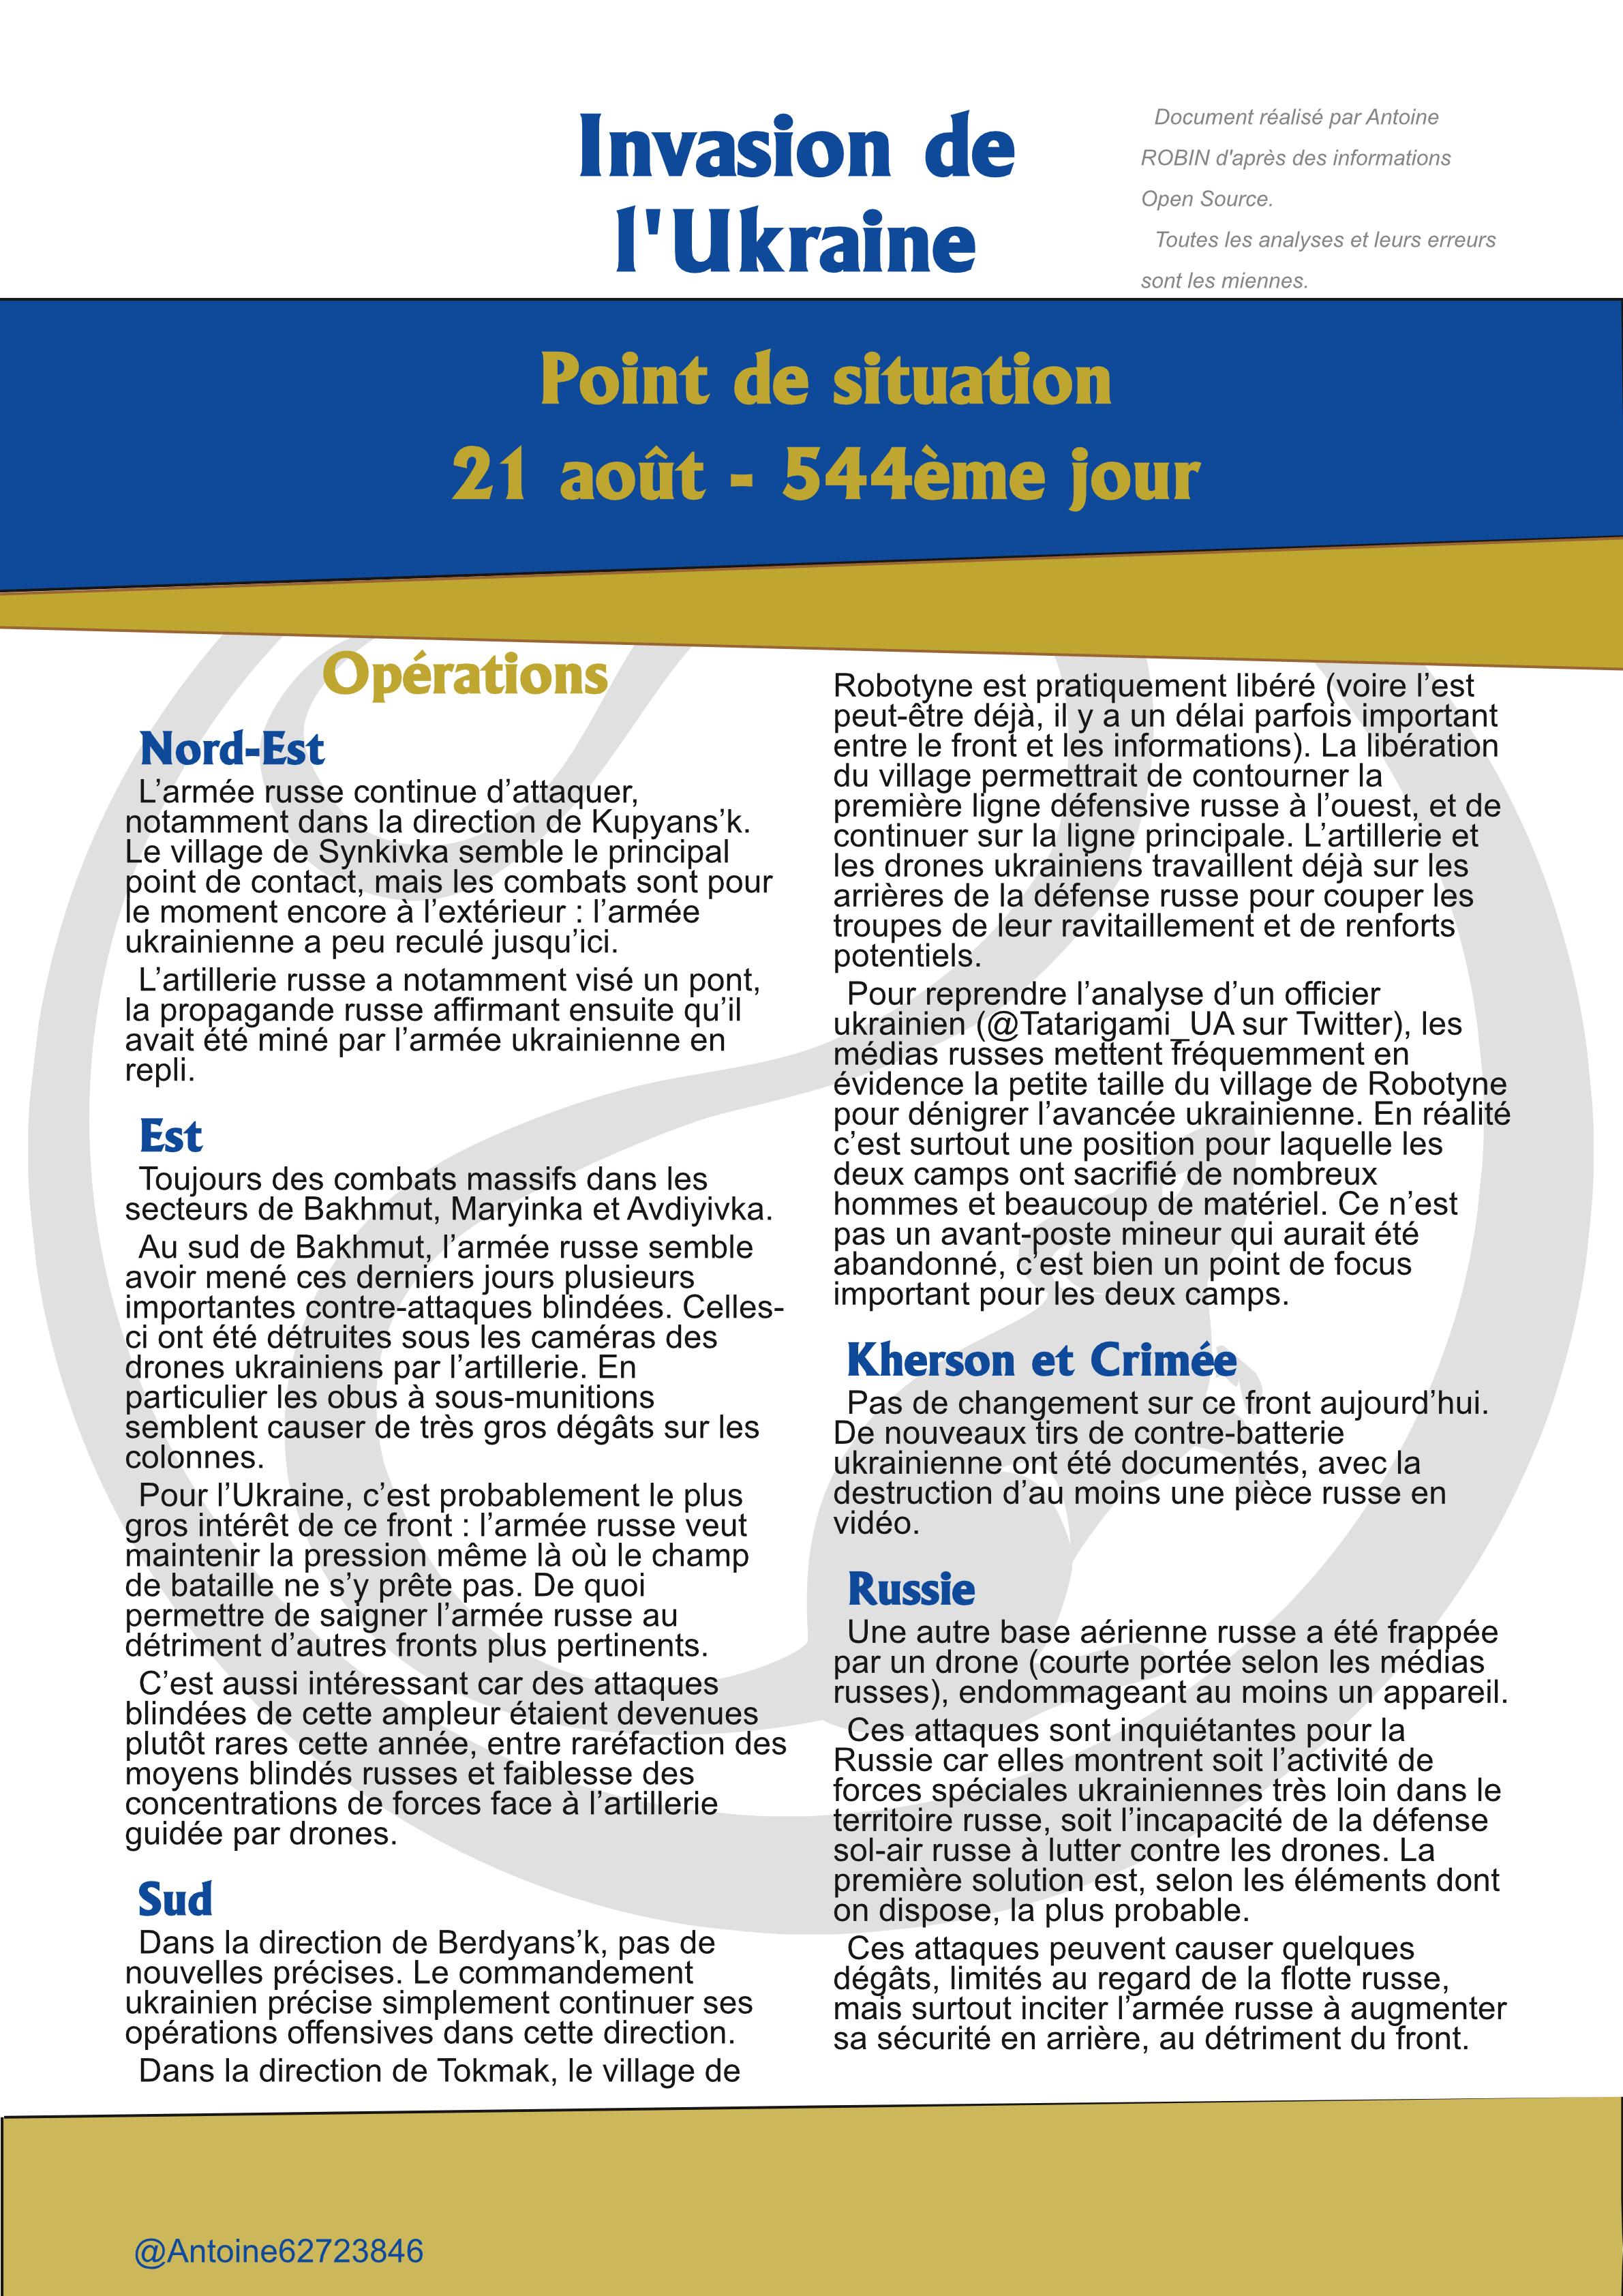 Invasion de
l'Ukraine
Document réalisé par Antoine
ROBIN d'après des informations
Open Source.
Toutes les analyses et leurs erreurs
sont les miennes.
Point de situation
21 août - 544ème jour
Opérations
Nord-Est
L’armée russe continue d’attaquer,
notamment dans la direction de Kupyans’k.
Le village de Synkivka semble le principal
point de contact, mais les combats sont pour
le moment encore à l’extérieur : l’armée
ukrainienne a peu reculé jusqu’ici.
L’artillerie russe a notamment visé un pont,
la propagande russe affirmant ensuite qu’il
avait été miné par l’armée ukrainienne en
repli.
Est
Toujours des combats massifs dans les
secteurs de Bakhmut, Maryinka et Avdiyivka.
Au sud de Bakhmut, l’armée russe semble
avoir mené ces derniers jours plusieurs
importantes contre-attaques blindées. Celles-
ci ont été détruites sous les caméras des
drones ukrainiens par l’artillerie. En
particulier les obus à sous-munitions
semblent causer de très gros dégâts sur les
colonnes.
Pour l’Ukraine, c’est probablement le plus
gros intérêt de ce front : l’armée russe veut
maintenir la pression même là où le champ
de bataille ne s’y prête pas. De quoi
permettre de saigner l’armée russe au
détriment d’autres fronts plus pertinents.
C’est aussi intéressant car des attaques
blindées de cette ampleur étaient devenues
plutôt rares cette année, entre raréfaction des
moyens blindés russes et faiblesse des
concentrations de forces face à l’artillerie
guidée par drones.
Sud
Dans la direction de Berdyans’k, pas de
nouvelles précises. Le commandement
ukrainien précise simplement continuer ses
opérations offensives dans cette direction.
Dans la direction de Tokmak, le village de
Robotyne est pratiquement libéré (voire l’est
peut-être déjà, il y a un délai parfois important
entre le front et les informations). La libération
du village permettrait de contourner la
première ligne défensive russe à l’ouest, et de
continuer sur la ligne principale. L’artillerie et
les drones ukrainiens travaillent déjà sur les
arrières de la défense russe pour couper les
troupes de leur ravitaillement et de renforts
potentiels.
Pour reprendre l’analyse d’un officier
ukrainien (@Tatarigami_UA sur Twitter), les
médias russes mettent fréquemment en
évidence la petite taille du village de Robotyne
pour dénigrer l’avancée ukrainienne. En réalité
c’est surtout une position pour laquelle les
deux camps ont sacrifié de nombreux
hommes et beaucoup de matériel. Ce n’est
pas un avant-poste mineur qui aurait été
abandonné, c’est bien un point de focus
important pour les deux camps.
Kherson et Crimée
Pas de changement sur ce front aujourd’hui.
De nouveaux tirs de contre-batterie
ukrainienne ont été documentés, avec la
destruction d’au moins une pièce russe en
vidéo.
Russie
Une autre base aérienne russe a été frappée
par un drone (courte portée selon les médias
russes), endommageant au moins un appareil.
Ces attaques sont inquiétantes pour la
Russie car elles montrent soit l’activité de
forces spéciales ukrainiennes très loin dans le
territoire russe, soit l’incapacité de la défense
sol-air russe à lutter contre les drones. La
première solution est, selon les éléments dont
on dispose, la plus probable.
Ces attaques peuvent causer quelques
dégâts, limités au regard de la flotte russe,
mais surtout inciter l’armée russe à augmenter
sa sécurité en arrière, au détriment du front.
@Antoine62723846